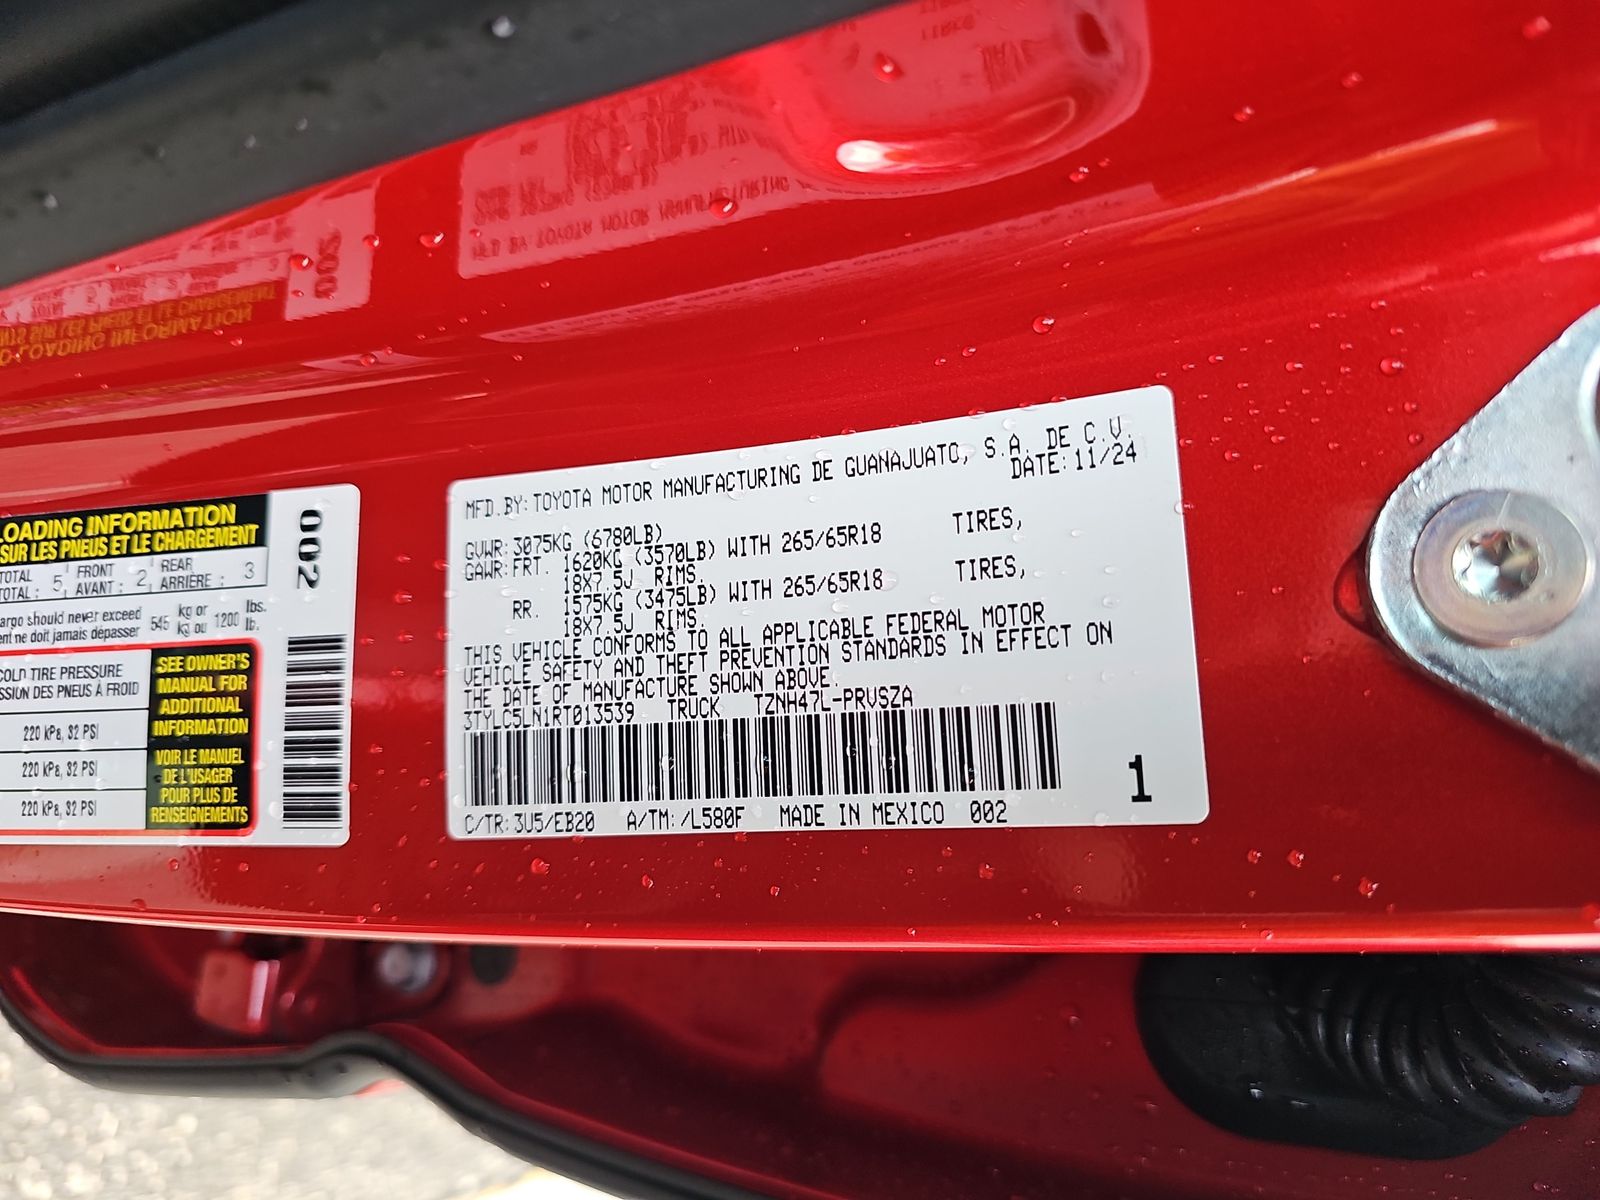 LOADING INFORMATION
SUR LES PNEUS ET LE CHARGEMENT
TOTAL 5 FRONT 2 REAR 3
TOTAL : AVANT : ARRIÈRE :
cargo should never exceed 545 kg or 1200 lbs.
ne doit jamais dépasser kg ou lb.
COLD TIRE PRESSURE
DES PNEUS À FROID
220 kPa, 32 PSI
220 kPa, 32 PSI
220 kPa, 32 PSI
SEE OWNER'S
MANUAL FOR
ADDITIONAL
INFORMATION
VOIR LE MANUEL
DE L'USAGER
POUR PLUS DE
RENSEIGNEMENTS
002
MFD.BY:TOYOTA MOTOR MANUFACTURING DE GUANAJUATO, S.A. DE C.V.
DATE:11/24
GVWR:3075KG (6780LB)
GAWR:FRT. 1620KG (3570LB) WITH 265/65R18 TIRES,
18X7.5J RIMS.
RR. 1575KG (3475LB) WITH 265/65R18 TIRES,
18X7.5J RIMS.
THIS VEHICLE CONFORMS TO ALL APPLICABLE FEDERAL MOTOR
VEHICLE SAFETY AND THEFT PREVENTION STANDARDS IN EFFECT ON
THE DATE OF MANUFACTURE SHOWN ABOVE.
3TYLC5LN1RT013539 TRUCK TZNH47L-PRVSZA
1
C/TR:3U5/EB20 A/TM:/L580F MADE IN MEXICO 002